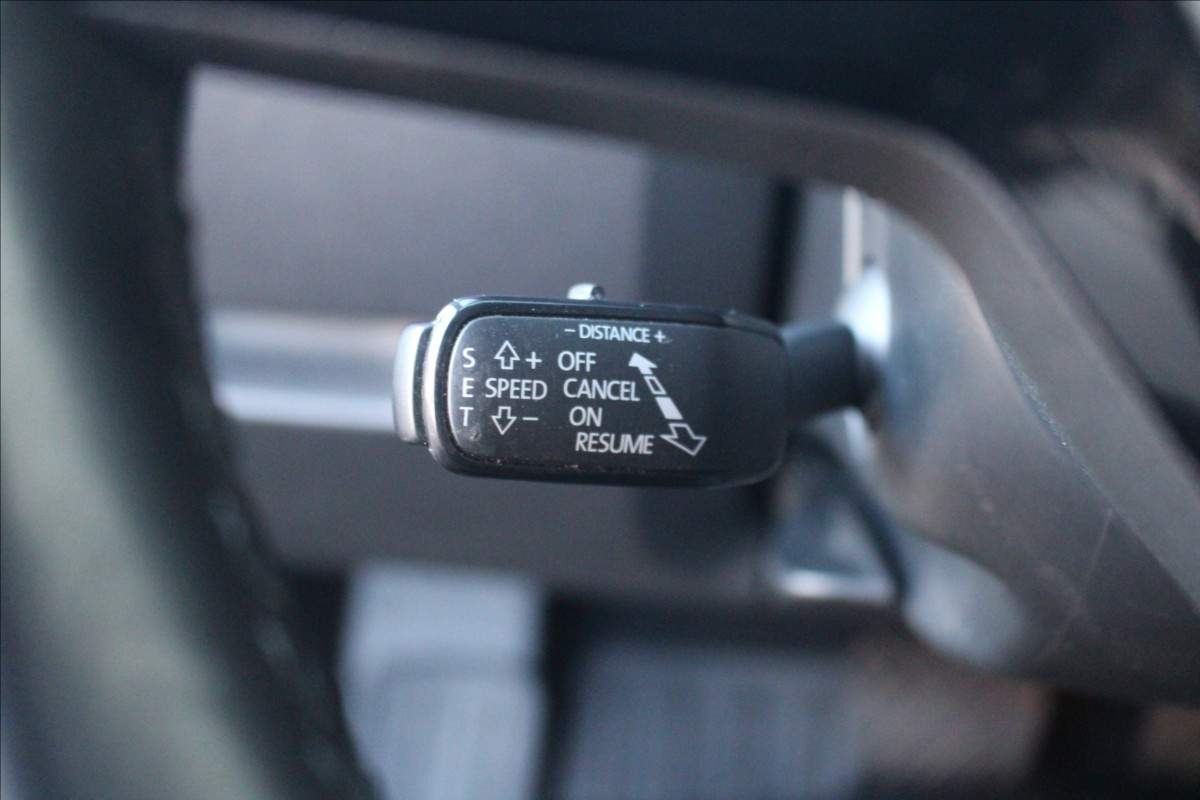 − DISTANCE +
S + OFF
E SPEED CANCEL
T − ON
RESUME